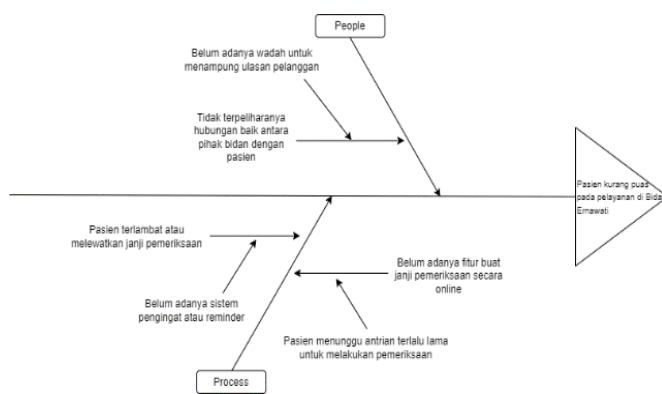 People
Belum adanya wadah untuk
menampung ulasan pelanggan
Tidak terpeliharanya
hubungan baik antara
pihak bidan dengan
pasien
Pasien kurang puas
pada pelayanan di Bida
Ernawati
Pasien terlambat atau
melewatkan janji pemeriksaan
Belum adanya fitur buat
janji pemeriksaan secara
online
Belum adanya sistem
pengingat atau reminder
Pasien menunggu antrian terlalu lama
untuk melakukan pemeriksaan
Process